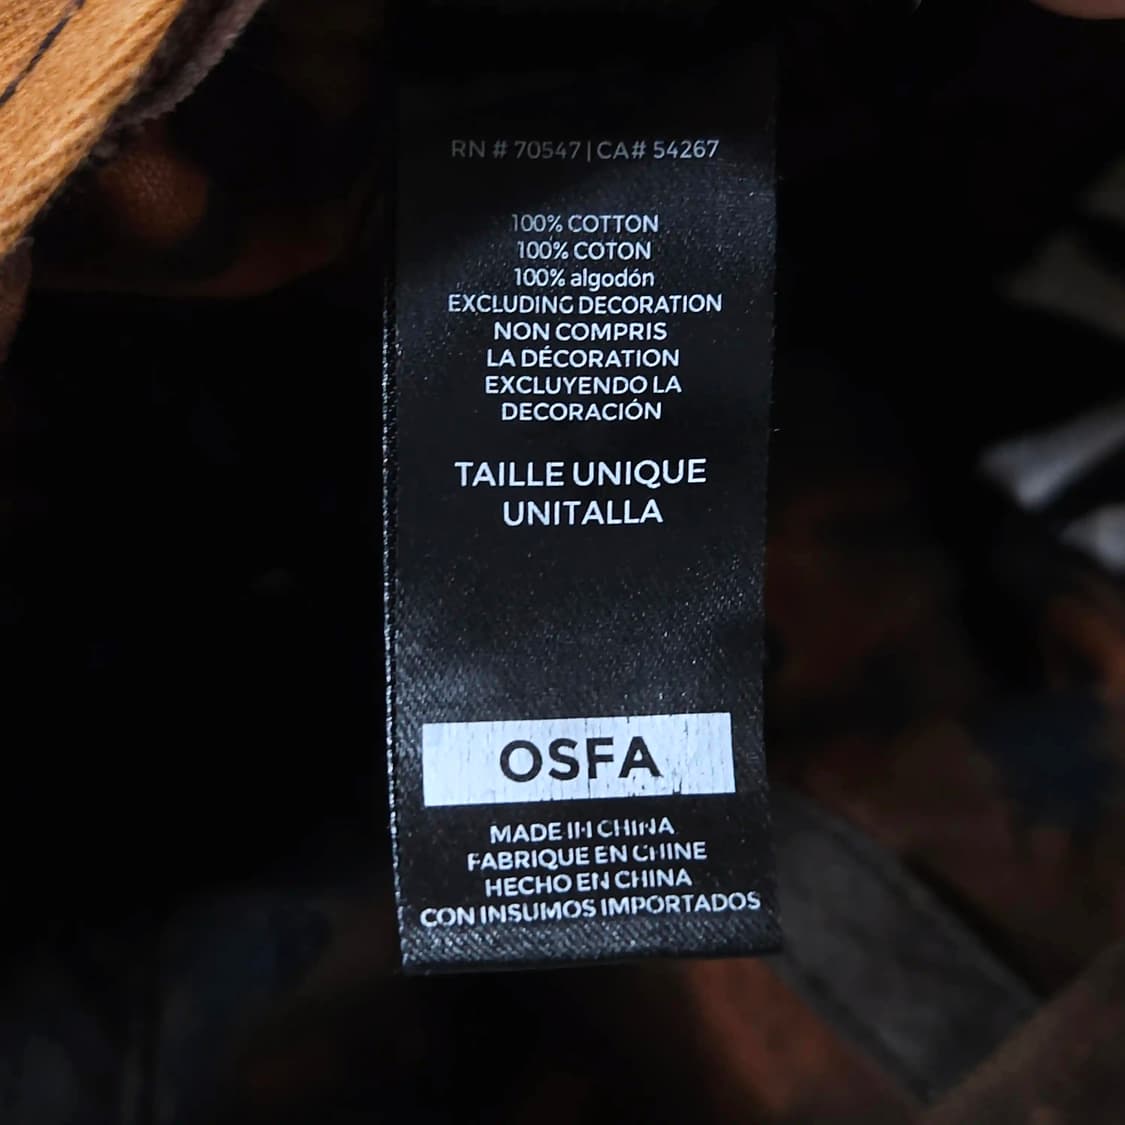 RN # 70547 | CA# 54267
100% COTTON
100% COTON
100% algodón
EXCLUDING DECORATION
NON COMPRIS
LA DÉCORATION
EXCLUYENDO LA
DECORACIÓN
TAILLE UNIQUE
UNITALLA
OSFA
MADE IN CHINA
FABRIQUE EN CHINE
HECHO EN CHINA
CON INSUMOS IMPORTADOS